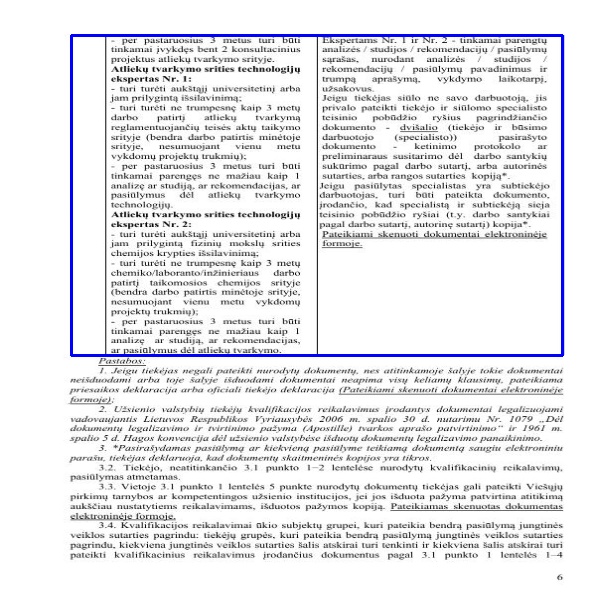 - per pastaruosius 3 metus turi būti
tinkamai įvykdęs bent 2 konsultacinius
projektus atliekų tvarkymo srityje.
Atliekų tvarkymo srities technologijų
ekspertas Nr. 1:
- turi turėti aukštąjį universitetinį arba
jam prilygintą išsilavinimą;
- turi turėti ne trumpesnę kaip 3 metų
darbo patirtį atliekų tvarkymą
reglamentuojančių teisės aktų taikymo
srityje (bendra darbo patirtis minėtoje
srityje, nesumuojant vienu metu
vykdomų projektų trukmių);
- per pastaruosius 3 metus turi būti
tinkamai parengęs ne mažiau kaip 1
analizę ar studiją, ar rekomendacijas, ar
pasiūlymus dėl atliekų tvarkymo
technologijų.
Atliekų tvarkymo srities technologijų
ekspertas Nr. 2:
- turi turėti aukštąjį universitetinį arba
jam prilygintą fizinių mokslų srities
chemijos krypties išsilavinimą;
- turi turėti ne trumpesnę kaip 3 metų
chemiko/laboranto/inžinieriaus darbo
patirtį taikomosios chemijos srityje
(bendra darbo patirtis minėtoje srityje,
nesumuojant vienu metu vykdomų
projektų trukmių);
- per pastaruosius 3 metus turi būti
tinkamai parengęs ne mažiau kaip 1
analizę ar studiją, ar rekomendacijas,
ar pasiūlymus dėl atliekų tvarkymo.
Ekspertams Nr. 1 ir Nr. 2 - tinkamai parengtų
analizės / studijos / rekomendacijų / pasiūlymų
sąrašas, nurodant analizės / studijos /
rekomendacijų / pasiūlymų pavadinimus ir
trumpą aprašymą, vykdymo laikotarpį,
užsakovus.
Jeigu tiekėjas siūlo ne savo darbuotoją, jis
privalo pateikti tiekėjo ir siūlomo specialisto
teisinio pobūdžio ryšius pagrindžiančio
dokumento - dvišalio (tiekėjo ir būsimo
darbuotojo (specialisto)) pasirašyto
dokumento - ketinimo protokolo ar
preliminaraus susitarimo dėl darbo santykių
sukūrimo pagal darbo sutartį, arba autorinės
sutarties, arba rangos sutarties kopiją*.
Jeigu pasiūlytas specialistas yra subtiekėjo
darbuotojas, turi būti pateikta dokumento,
įrodančio, kad specialistą ir subtiekėją sieja
teisinio pobūdžio ryšiai (t.y. darbo santykiai
pagal darbo sutartį, autorinę sutartį) kopija*.
Pateikiami skenuoti dokumentai elektroninėje
formoje.
Pastabos:
1. Jeigu tiekėjas negali pateikti nurodytų dokumentų, nes atitinkamoje šalyje tokie dokumentai
neišduodami arba toje šalyje išduodami dokumentai neapima visų keliamų klausimų, pateikiama
priesaikos deklaracija arba oficiali tiekėjo deklaracija (Pateikiami skenuoti dokumentai elektroninėje
formoje);
2. Užsienio valstybių tiekėjų kvalifikacijos reikalavimus įrodantys dokumentai legalizuojami
vadovaujantis Lietuvos Respublikos Vyriausybės 2006 m. spalio 30 d. nutarimu Nr. 1079 „Dėl
dokumentų legalizavimo ir tvirtinimo pažyma (Apostille) tvarkos aprašo patvirtinimo“ ir 1961 m.
spalio 5 d. Hagos konvencija dėl užsienio valstybėse išduotų dokumentų legalizavimo panaikinimo.
3. *Pasirašydamas pasiūlymą ar kiekvieną pasiūlyme teikiamą dokumentą saugiu elektroniniu
parašu, tiekėjas deklaruoja, kad dokumentų skaitmeninės kopijos yra tikros.
3.2. Tiekėjo, neatitinkančio 3.1 punkto 1−2 lentelėse nurodytų kvalifikacinių reikalavimų,
pasiūlymas atmetamas.
3.3. Vietoje 3.1 punkto 1 lentelės 5 punkte nurodytų dokumentų tiekėjas gali pateikti Viešųjų
pirkimų tarnybos ar kompetentingos užsienio institucijos, jei jos išduota pažyma patvirtina atitikimą
aukščiau nustatytiems reikalavimams, išduotos pažymos kopiją. Pateikiamas skenuotas dokumentas
elektroninėje formoje.
3.4. Kvalifikacijos reikalavimai ūkio subjektų grupei, kuri pateikia bendrą pasiūlymą jungtinės
veiklos sutarties pagrindu: tiekėjų grupės, kuri pateikia bendrą pasiūlymą jungtinės veiklos sutarties
pagrindu, kiekviena jungtinės veiklos sutarties šalis atskirai turi tenkinti ir kiekviena šalis atskirai turi
pateikti kvalifikacinius reikalavimus įrodančius dokumentus pagal 3.1 punkto 1 lentelės 1–4
6